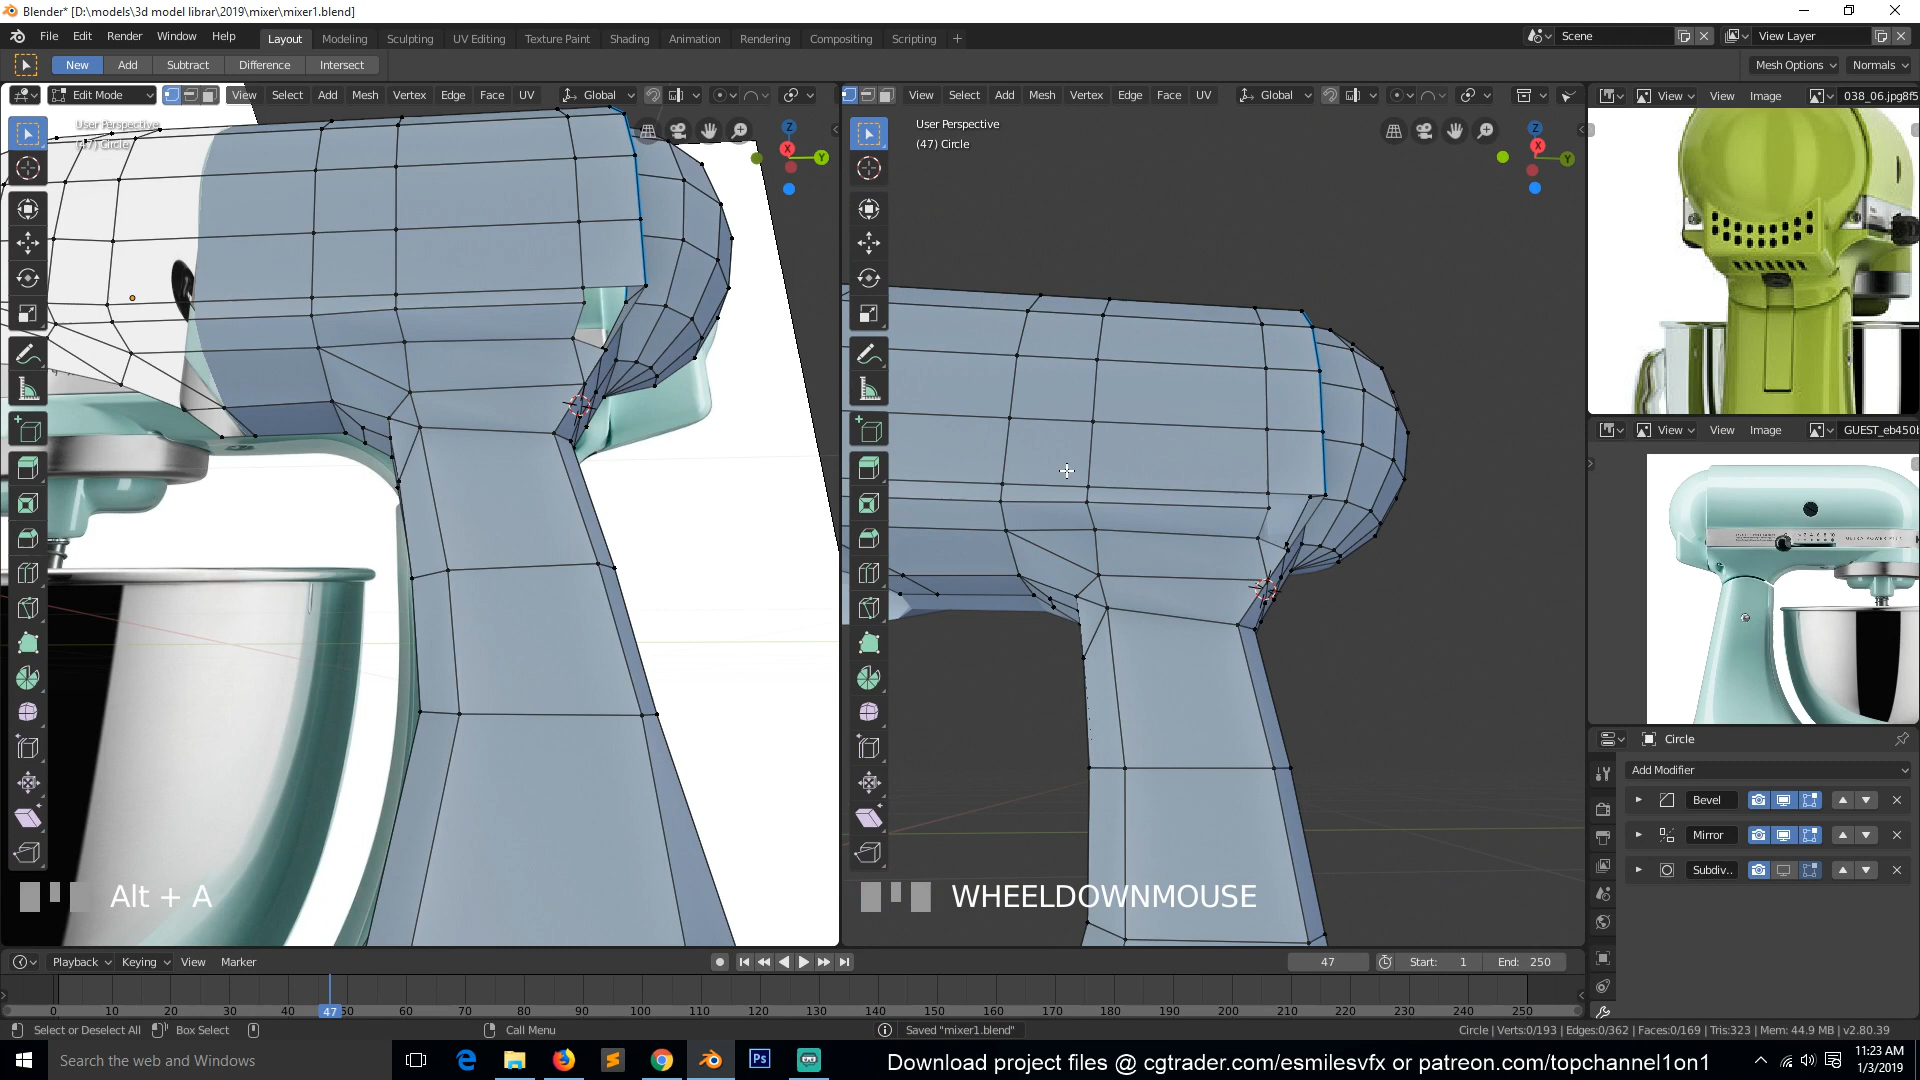 Blender* [D:\models\3d model librar\2019\mixer\mixer1.blend]
File Edit Render Window Help Layout Modeling Sculpting UV Editing Texture Paint Shading Animation Rendering Compositing Scripting + Scene View Layer
New Add Subtract Difference Intersect Mesh Options Normals
Edit Mode View Select Add Mesh Vertex Edge Face UV Global
View Select Add Mesh Vertex Edge Face UV Global
View View Image 038_06.jpg8f5
User Perspective
(47) Circle
Z X Y
User Perspective
(47) Circle
Z X Y
View View Image GUEST_eb450b
Circle
Add Modifier
Bevel
Mirror
Subdiv..
Alt + A
WHEELDOWNMOUSE
Playback Keying View Marker 47 Start: 1 End: 250
0 10 20 30 40 47 50 60 70 80 90 100 110 120 130 140 150 160 170 180 190 200 210 220 230 240 250
Select or Deselect All Box Select Call Menu Saved "mixer1.blend" Circle | Verts:0/193 | Edges:0/362 | Faces:0/169 | Tris:323 | Mem: 44.9 MB | v2.80.39
Search the web and Windows
Download project files @ cgtrader.com/esmilesvfx or patreon.com/topchannel1on1
11:23 AM
1/3/2019